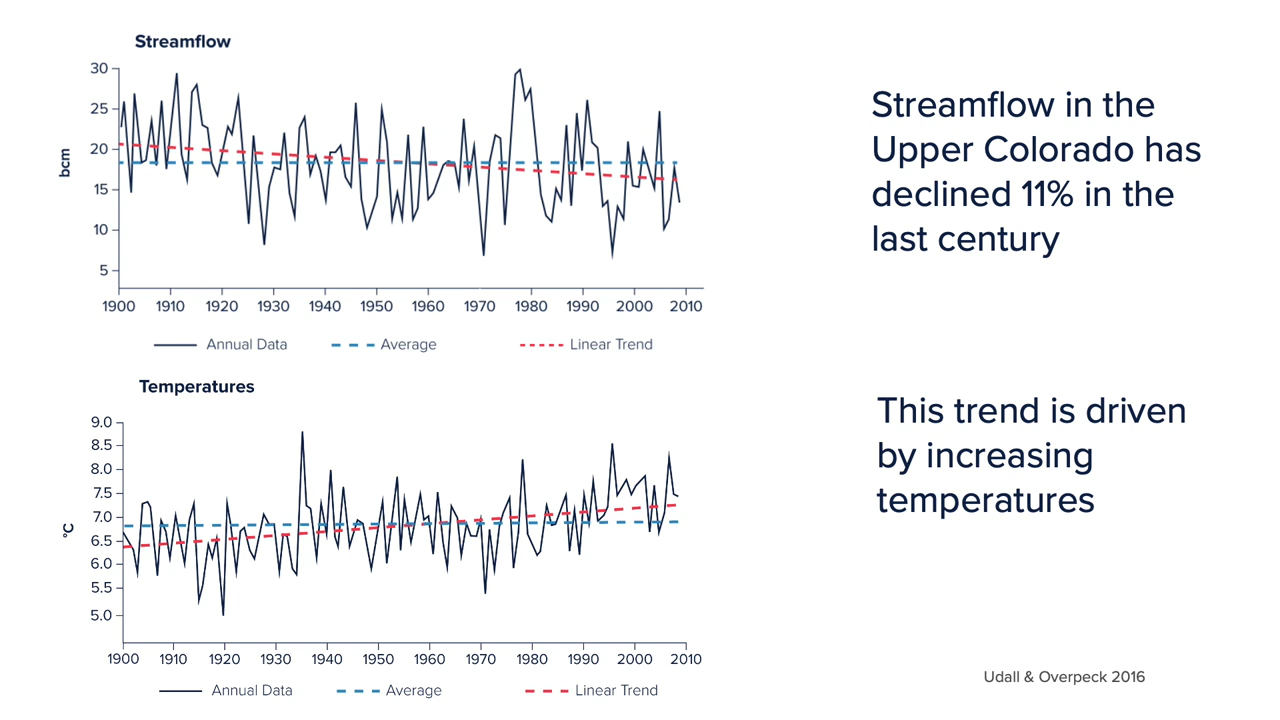 Streamflow
30
25
20
15
10
5
bcm
1900 1910 1920 1930 1940 1950 1960 1970 1980 1990 2000 2010
Annual Data Average Linear Trend
Streamflow in the
Upper Colorado has
declined 11% in the
last century
Temperatures
9.0
8.5
8.0
7.5
7.0
6.5
6.0
5.5
5.0
°C
1900 1910 1920 1930 1940 1950 1960 1970 1980 1990 2000 2010
Annual Data Average Linear Trend
This trend is driven
by increasing
temperatures
Udall & Overpeck 2016